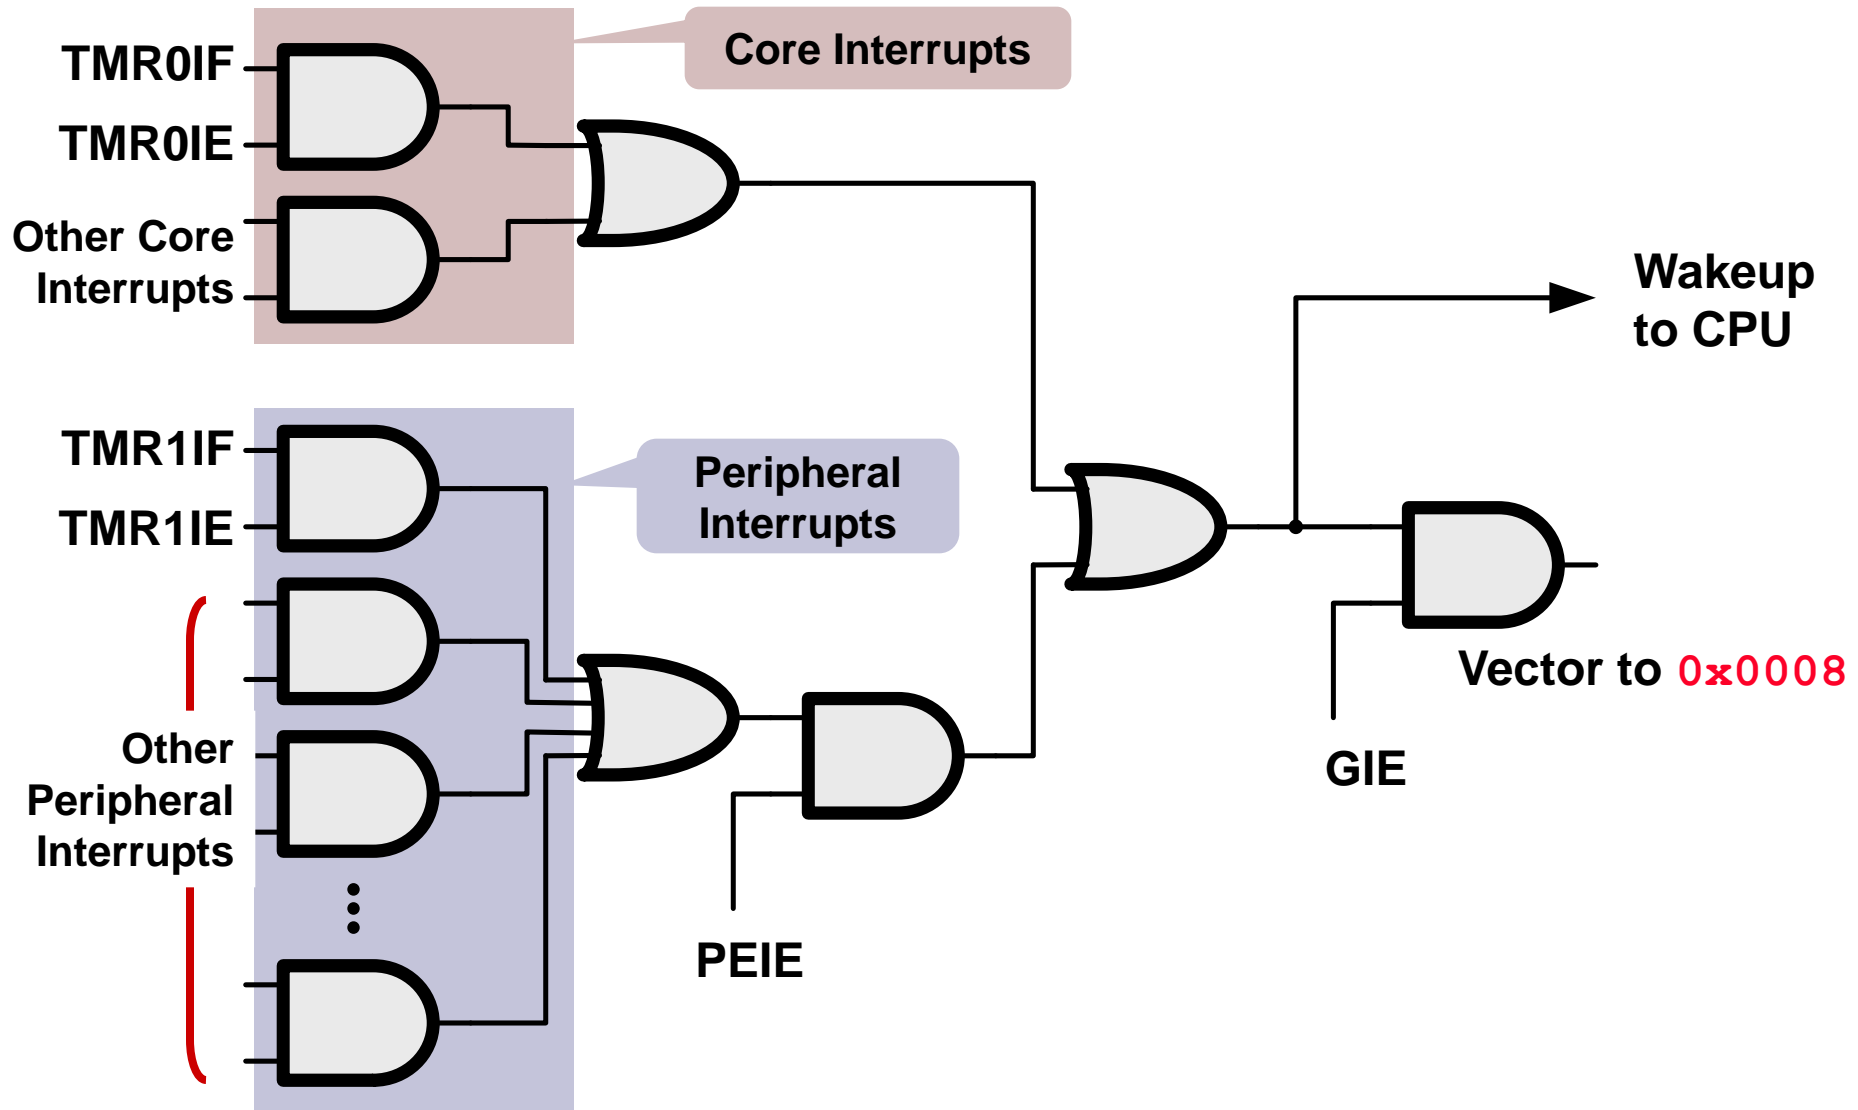 TMR0IF
Core Interrupts
TMR0IE
Other Core
Interrupts
Wakeup
to CPU
TMR1IF
Peripheral
Interrupts
TMR1IE
Vector to 0x0008
Other
Peripheral
Interrupts
GIE
PEIE